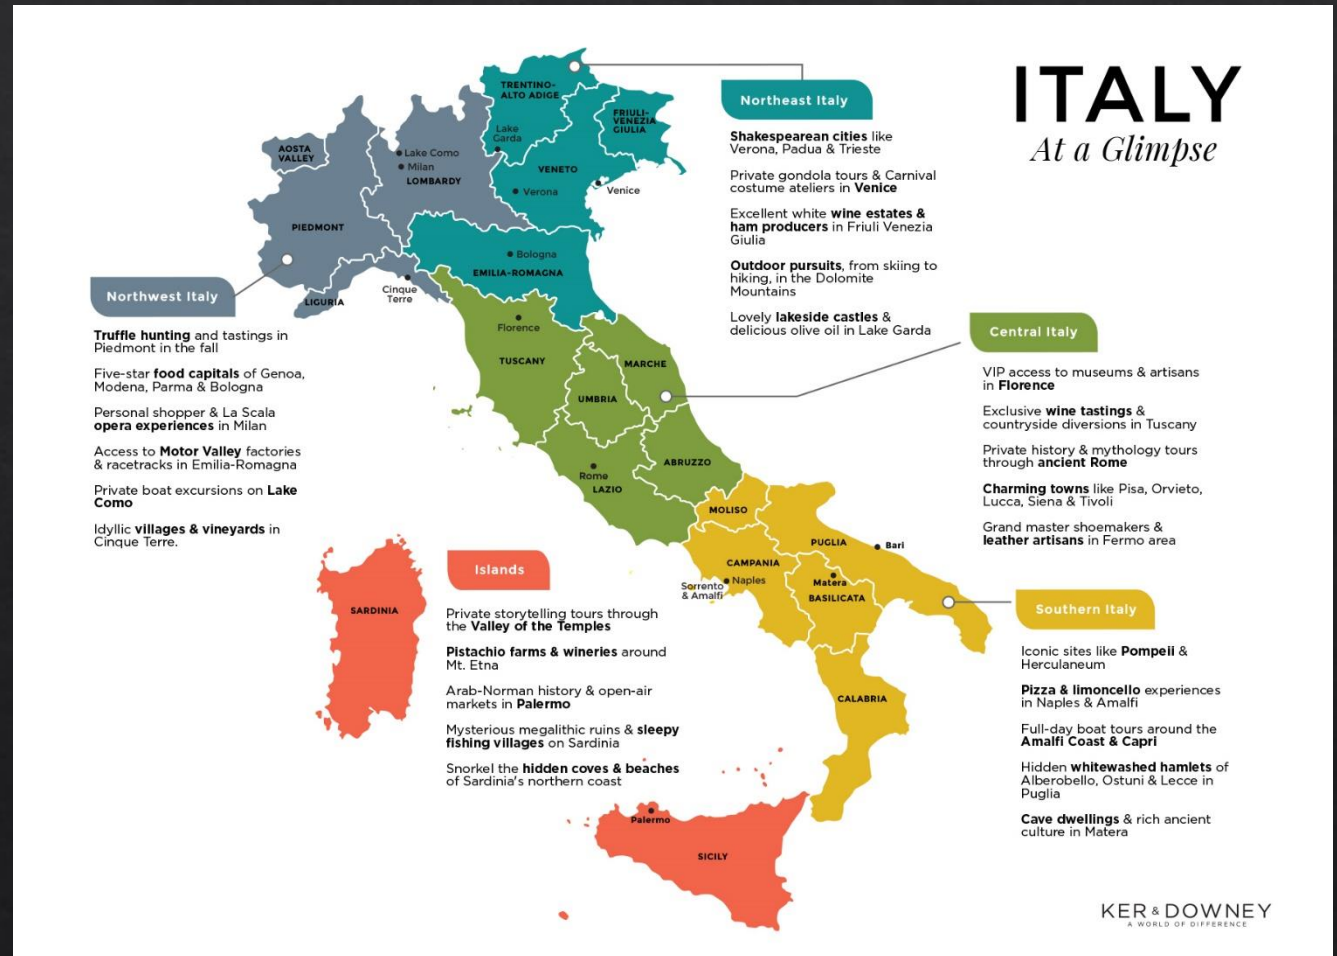 ITALY
At a Glimpse
TRENTINO-
ALTO ADIGE
FRIULI-
VENEZIA
GIULIA
Lake
Garda
AOSTA
VALLEY
Lake Como
Milan
LOMBARDY
VENETO
Verona
Venice
PIEDMONT
Bologna
EMILIA-ROMAGNA
Cinque
Terre
LIGURIA
Florence
TUSCANY
MARCHE
UMBRIA
ABRUZZO
Rome
LAZIO
MOLISO
PUGLIA
Bari
CAMPANIA
Naples
Sorrento
& Amalfi
Matera
BASILICATA
CALABRIA
SARDINIA
Palermo
SICILY
Northeast Italy
Shakespearean cities like
Verona, Padua & Trieste
Private gondola tours & Carnival
costume ateliers in Venice
Excellent white wine estates &
ham producers in Friuli Venezia
Giulia
Outdoor pursuits, from skiing to
hiking, in the Dolomite
Mountains
Lovely lakeside castles &
delicious olive oil in Lake Garda
Northwest Italy
Truffle hunting and tastings in
Piedmont in the fall
Five-star food capitals of Genoa,
Modena, Parma & Bologna
Personal shopper & La Scala
opera experiences in Milan
Access to Motor Valley factories
& racetracks in Emilia-Romagna
Private boat excursions on Lake
Como
Idyllic villages & vineyards in
Cinque Terre.
Central Italy
VIP access to museums & artisans
in Florence
Exclusive wine tastings &
countryside diversions in Tuscany
Private history & mythology tours
through ancient Rome
Charming towns like Pisa, Orvieto,
Lucca, Siena & Tivoli
Grand master shoemakers &
leather artisans in Fermo area
Islands
Private storytelling tours through
the Valley of the Temples
Pistachio farms & wineries around
Mt. Etna
Arab-Norman history & open-air
markets in Palermo
Mysterious megalithic ruins & sleepy
fishing villages on Sardinia
Snorkel the hidden coves & beaches
of Sardinia's northern coast
Southern Italy
Iconic sites like Pompeii &
Herculaneum
Pizza & limoncello experiences
in Naples & Amalfi
Full-day boat tours around the
Amalfi Coast & Capri
Hidden whitewashed hamlets of
Alberobello, Ostuni & Lecce in
Puglia
Cave dwellings & rich ancient
culture in Matera
KER & DOWNEY
A WORLD OF DIFFERENCE